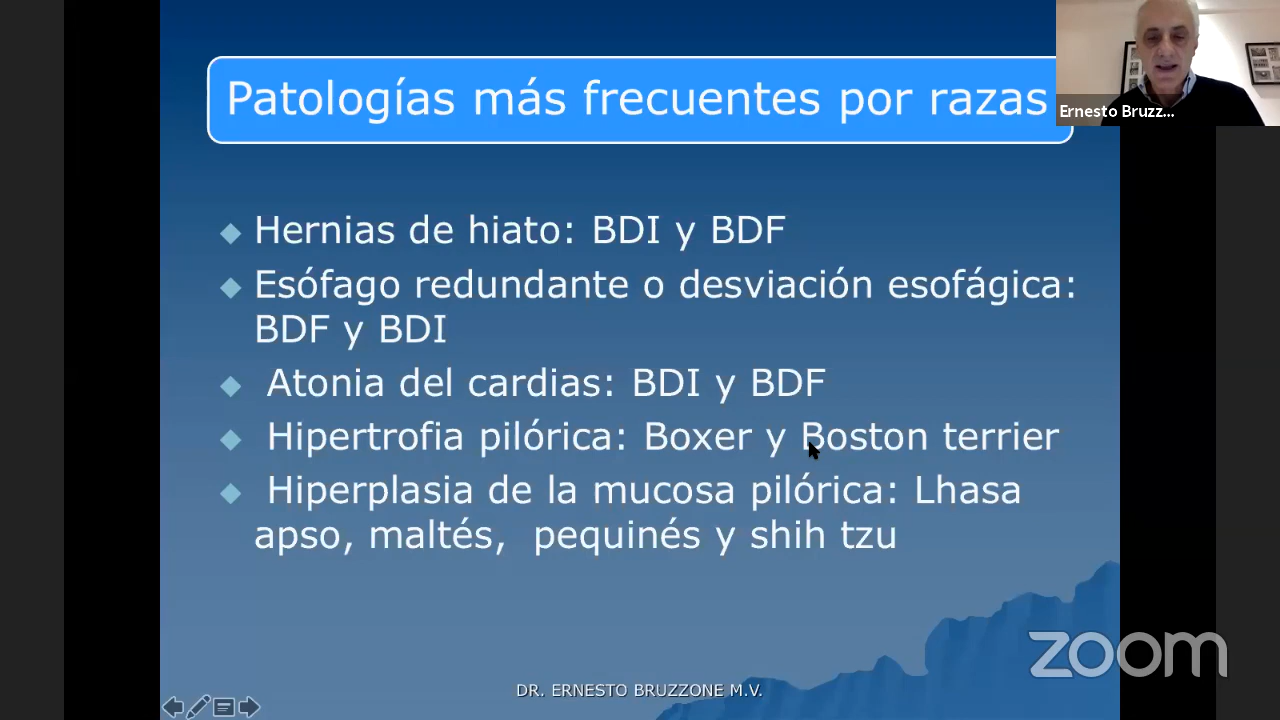 Patologías más frecuentes por razas
Ernesto Bruzz...
Hernias de hiato: BDI y BDF
Esófago redundante o desviación esofágica:
BDF y BDI
Atonia del cardias: BDI y BDF
Hipertrofia pilórica: Boxer y Boston terrier
Hiperplasia de la mucosa pilórica: Lhasa
apso, maltés, pequinés y shih tzu
zoom
DR. ERNESTO BRUZZONE M.V.